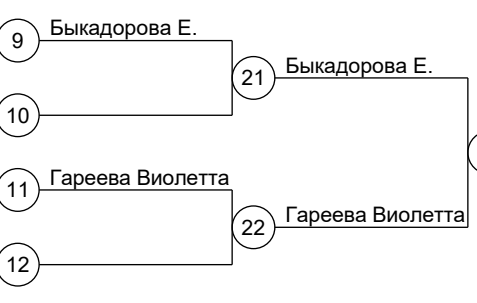 9 Быкадорова Е.
21 Быкадорова Е.
10
11 Гареева Виолетта
22 Гареева Виолетта
12